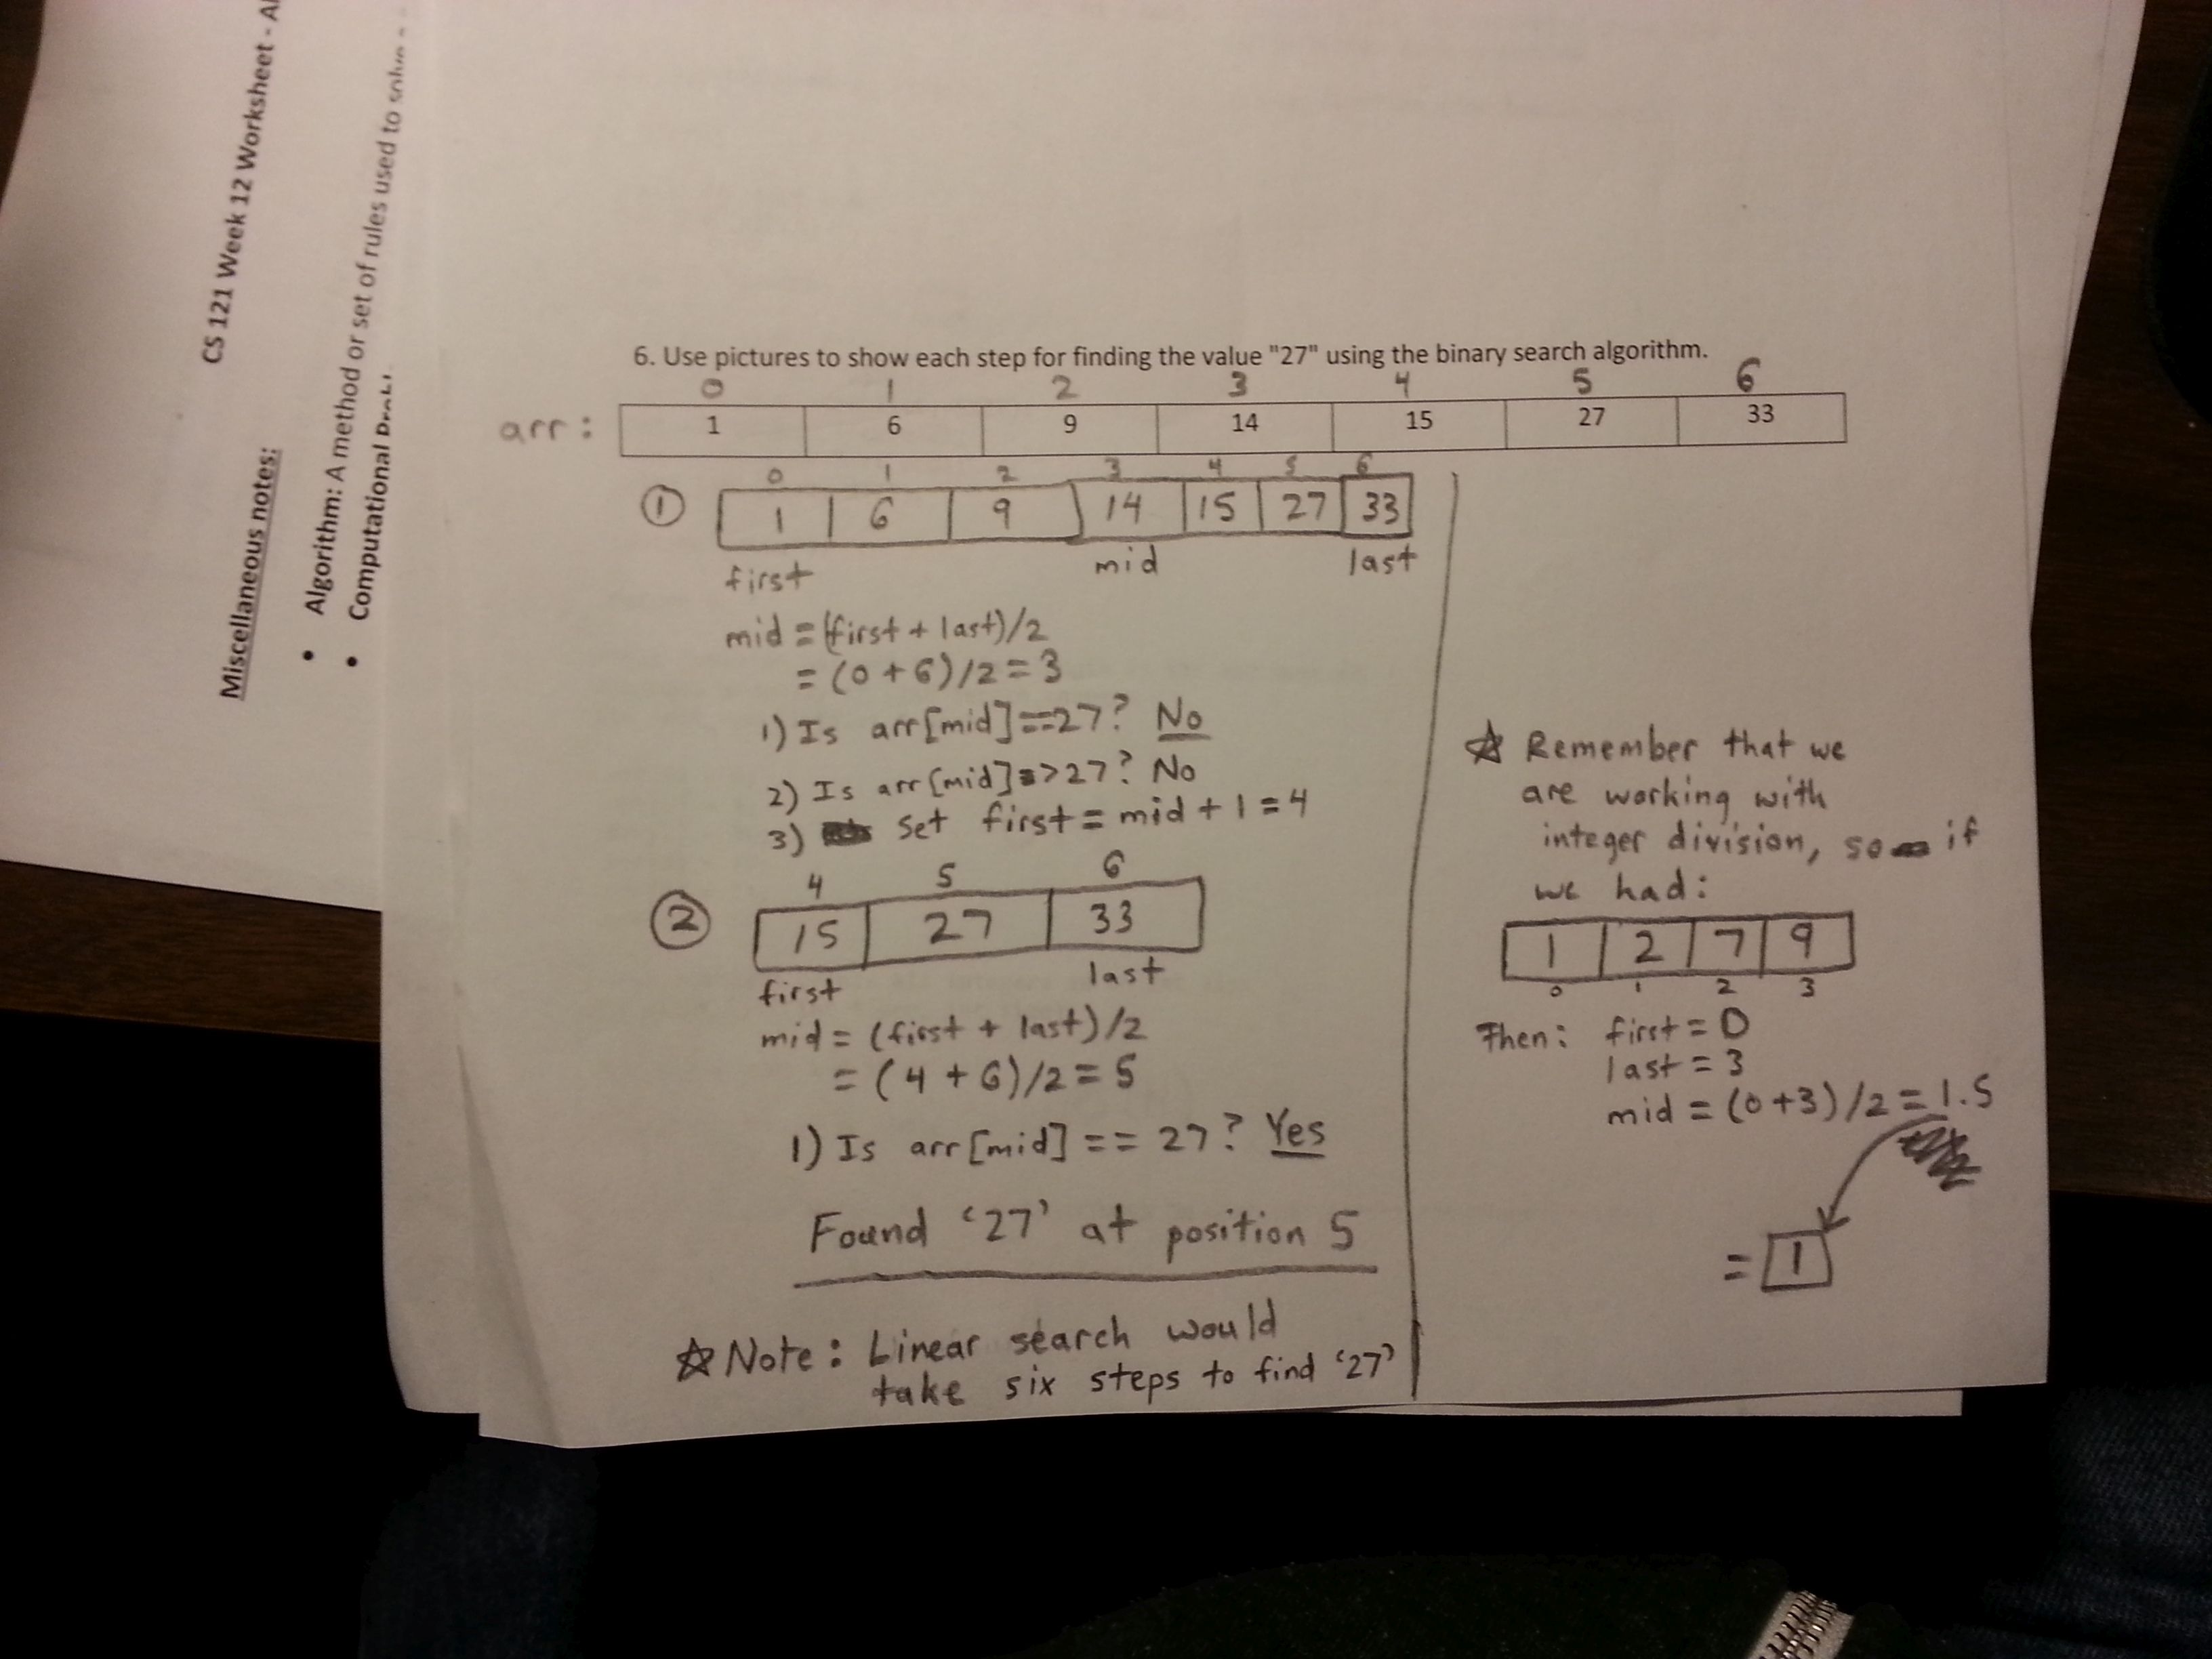 CS 121 Week 12 Worksheet -
Miscellaneous notes:
Algorithm: A method or set of rules used to
Computational
6. Use pictures to show each step for finding the value "27" using the binary search algorithm.
0 1 2 3 4 5 6
arr: 1 6 9 14 15 27 33
0 1 2 3 4 5 6
① 1 6 9 14 15 27 33
first mid last
mid = (first + last)/2
= (0 + 6)/2 = 3
1) Is arr[mid]==27? No
2) Is arr[mid]>27? No
3) set first = mid + 1 = 4
4 5 6
② 15 27 33
first last
mid = (first + last)/2
= (4 + 6)/2 = 5
1) Is arr[mid] == 27? Yes
Found ‘27’ at position 5
☆ Note: Linear search would
take six steps to find ‘27’
☆ Remember that we
are working with
integer division, so if
we had:
1 2 7 9
0 1 2 3
Then: first = 0
last = 3
mid = (0+3)/2 = 1.5
= 1